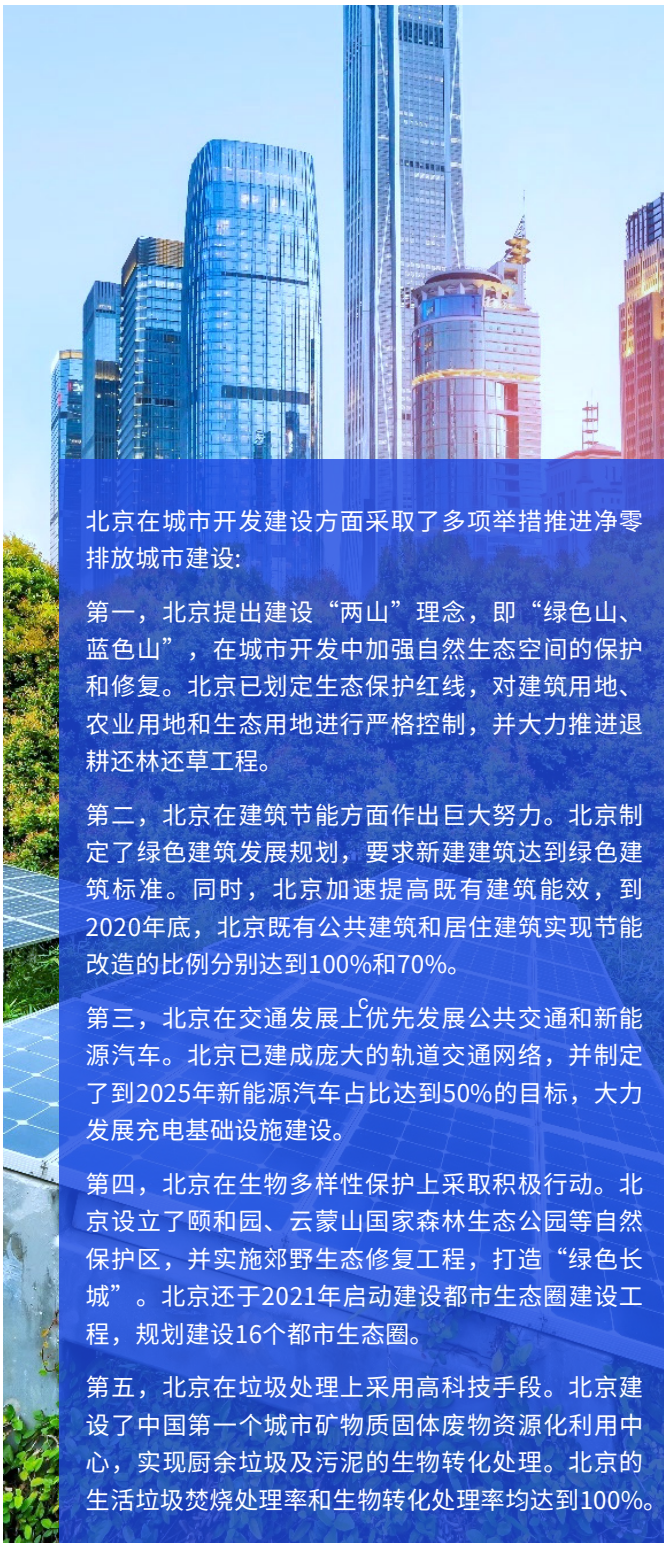 北京在城市开发建设方面采取了多项举措推进净零
排放城市建设:
第一，北京提出建设“两山”理念，即“绿色山、
蓝色山”，在城市开发中加强自然生态空间的保护
和修复。北京已划定生态保护红线，对建筑用地、
农业用地和生态用地进行严格控制，并大力推进退
耕还林还草工程。
第二，北京在建筑节能方面作出巨大努力。北京制
定了绿色建筑发展规划，要求新建建筑达到绿色建
筑标准。同时，北京加速提高既有建筑能效，到
2020年底，北京既有公共建筑和居住建筑实现节能
改造的比例分别达到100%和70%。
c
第三，北京在交通发展上优先发展公共交通和新能
源汽车。北京已建成庞大的轨道交通网络，并制定
了到2025年新能源汽车占比达到50%的目标，大力
发展充电基础设施建设。
第四，北京在生物多样性保护上采取积极行动。北
京设立了颐和园、云蒙山国家森林生态公园等自然
保护区，并实施郊野生态修复工程，打造“绿色长
城”。北京还于2021年启动建设都市生态圈建设工
程，规划建设16个都市生态圈。
第五，北京在垃圾处理上采用高科技手段。北京建
设了中国第一个城市矿物质固体废物资源化利用中
心，实现厨余垃圾及污泥的生物转化处理。北京的
生活垃圾焚烧处理率和生物转化处理率均达到100%。